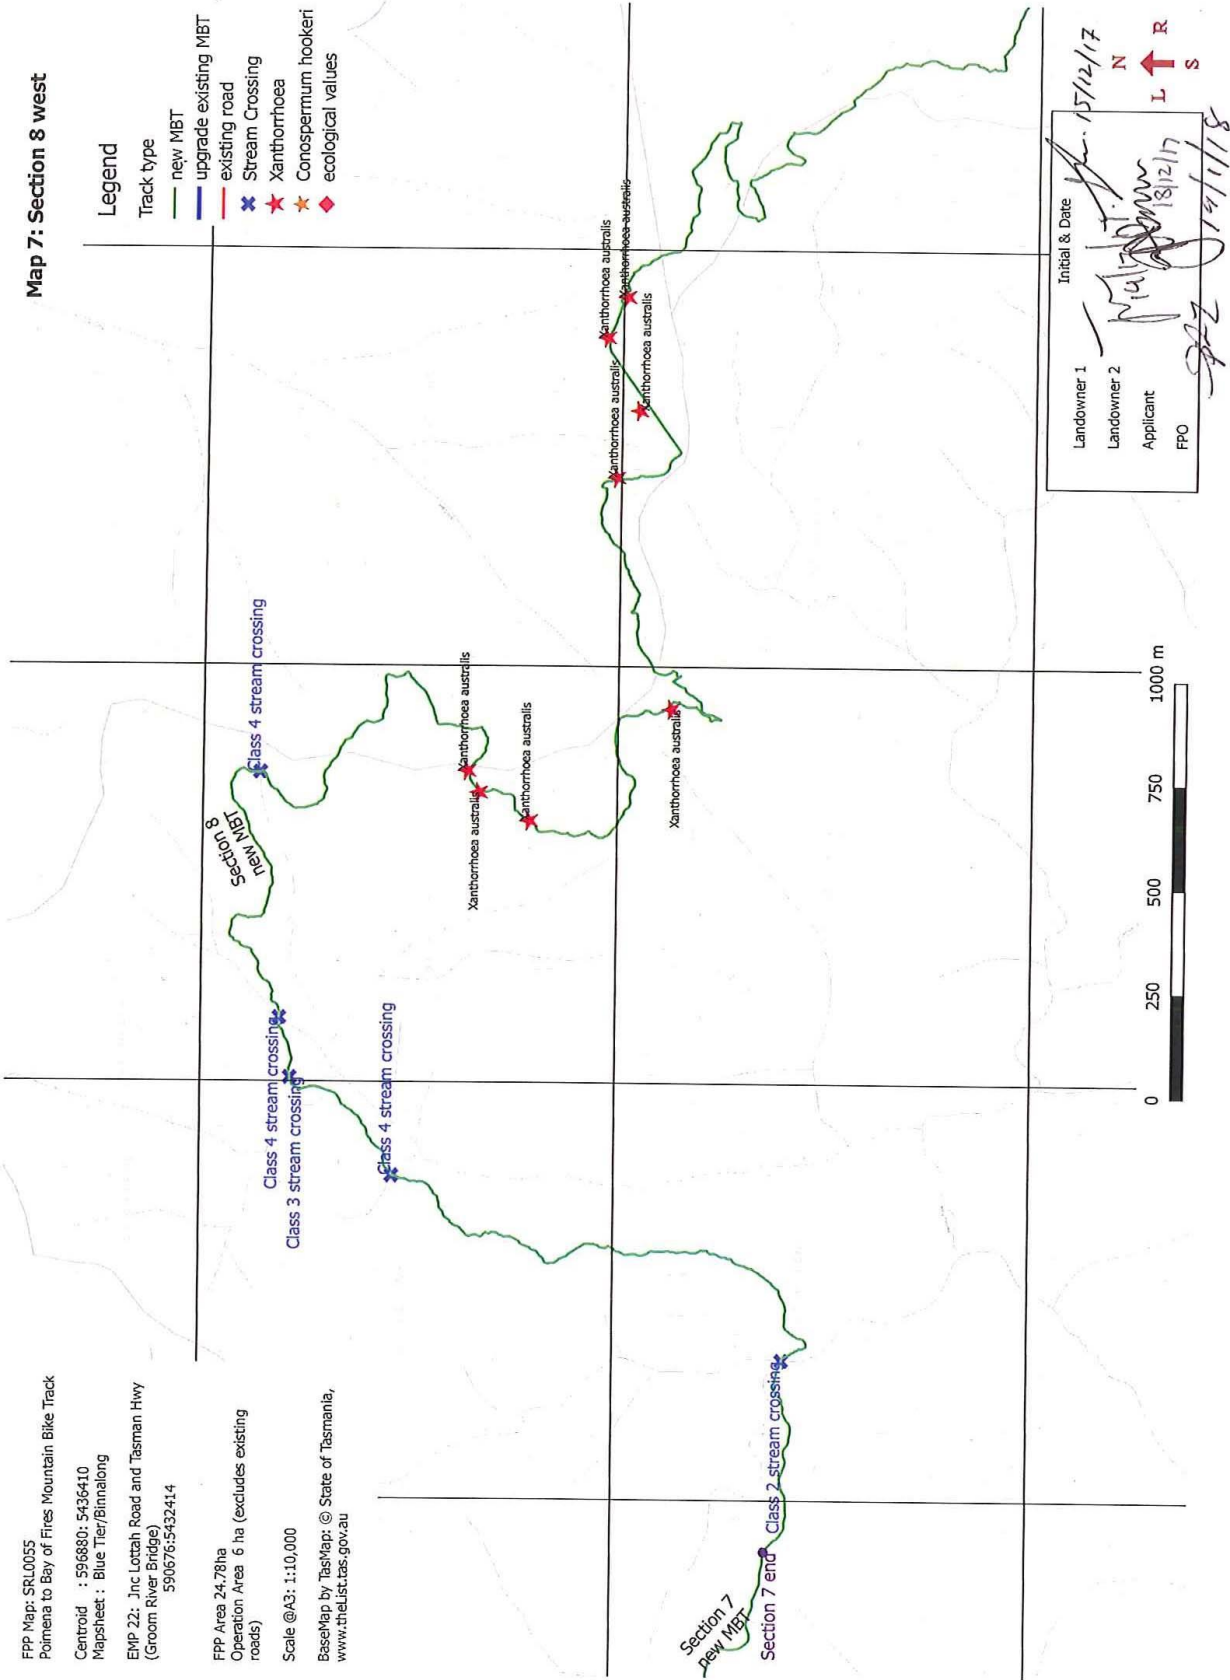 FPP Map: SRL0055
Poimena to Bay of Fires Mountain Bike Track
Centroid : 596880: 5436410
Mapsheet : Blue Tier/Binnalong
EMP 22: Jnc Lottah Road and Tasman Hwy
(Groom River Bridge)
590676:5432414
FPP Area 24.78ha
Operation Area 6 ha (excludes existing
roads)
Scale @A3: 1:10,000
BaseMap by TasMap: © State of Tasmania,
www.theList.tas.gov.au
Map 7: Section 8 west
Legend
Track type
new MBT
upgrade existing MBT
existing road
Stream Crossing
Xanthorrhoea
Conospermum hookeri
ecological values
Section 7
new MBT
Section 7 end
Class 2 stream crossing
Class 4 stream crossing
Class 3 stream crossing
Class 4 stream crossing
Section 8
new MBT
Class 4 stream crossing
Xanthorrhoea australis
Xanthorrhoea australis
Xanthorrhoea australis
Xanthorrhoea australis
Xanthorrhoea australis
Xanthorrhoea australis
Xanthorrhoea australis
Xanthorrhoea australis
0 250 500 750 1000 m
Initial & Date
Landowner 1 15/12/17
Landowner 2
Applicant 18/12/17
FPO 19/1/18
N
L R
S